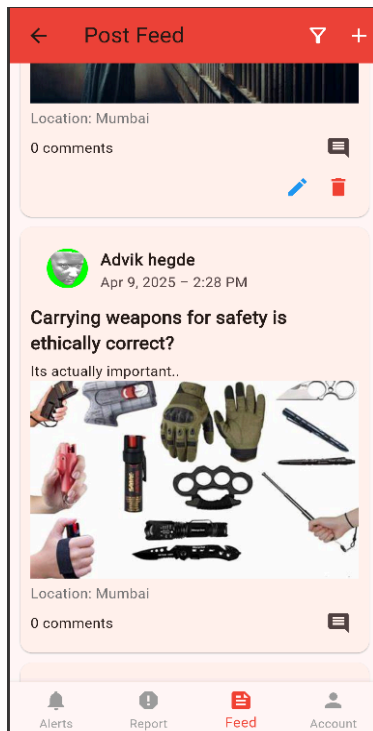 Post Feed
Location: Mumbai
0 comments
Advik hegde
Apr 9, 2025 – 2:28 PM
Carrying weapons for safety is
ethically correct?
Its actually important..
Location: Mumbai
0 comments
Alerts
Report
Feed
Account